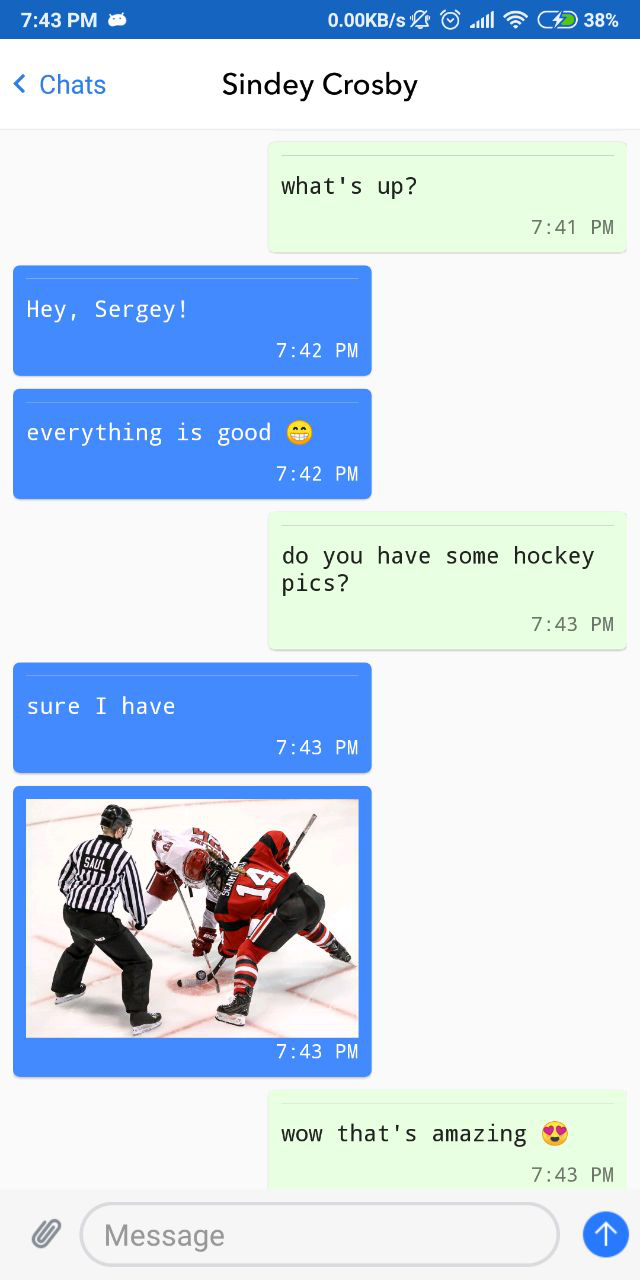 7:43 PM 0.00KB/s 38%
Chats Sindey Crosby
what's up?
7:41 PM
Hey, Sergey!
7:42 PM
everything is good 😁
7:42 PM
do you have some hockey
pics?
7:43 PM
sure I have
7:43 PM
SAUL
14
7:43 PM
wow that's amazing 😍
7:43 PM
Message